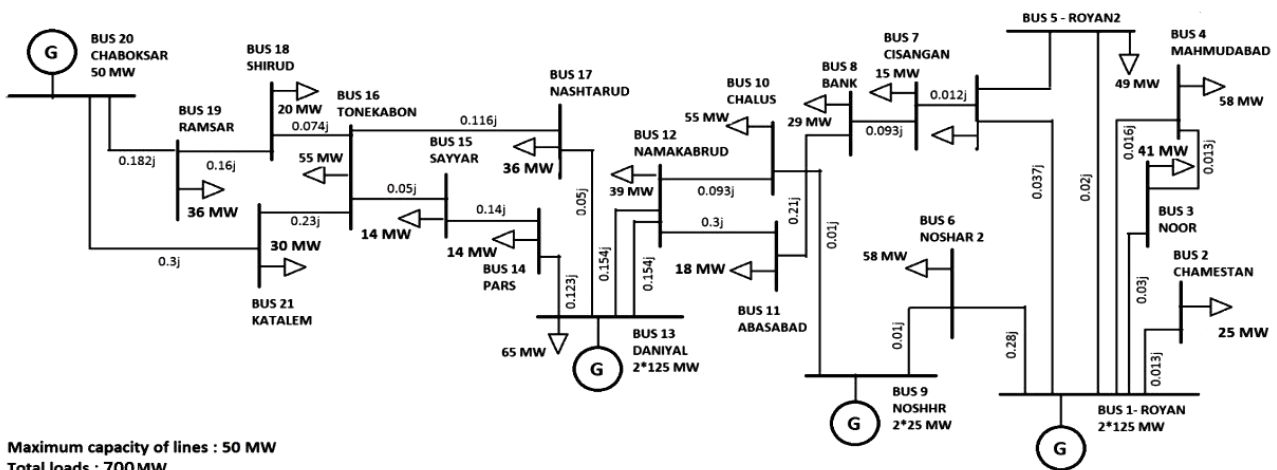 BUS 20
CHABOKSAR
50 MW
G
BUS 18
SHIRUD
20 MW
BUS 19
RAMSAR
0.182j
0.16j
36 MW
0.074j
BUS 16
TONEKABON
55 MW
0.116j
BUS 15
SAYYAR
0.05j
14 MW
0.23j
30 MW
0.3j
BUS 21
KATALEM
0.14j
14 MW
BUS 14
PARS
0.123j
65 MW
BUS 17
NASHTARUD
36 MW
0.05j
G
BUS 13
DANIYAL
2*125 MW
0.154j
0.154j
BUS 12
NAMAKABRUD
39 MW
0.093j
0.3j
BUS 10
CHALUS
55 MW
18 MW
BUS 11
ABASABAD
0.21j
0.01j
BUS 8
BANK
29 MW
0.093j
BUS 7
CISANGAN
15 MW
0.012j
BUS 6
NOSHAR 2
58 MW
0.01j
0.28j
BUS 9
NOSHHR
2*25 MW
G
BUS 5 - ROYAN2
49 MW
0.037j
0.02j
BUS 4
MAHMUDABAD
58 MW
0.016j
0.013j
41 MW
BUS 3
NOOR
0.03j
BUS 2
CHAMESTAN
25 MW
0.013j
BUS 1- ROYAN
2*125 MW
G
Maximum capacity of lines : 50 MW
Total loads : 700 MW